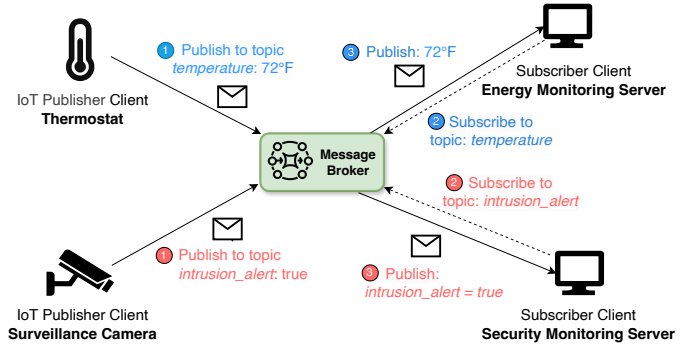 1 Publish to topic
temperature: 72°F
3 Publish: 72°F
IoT Publisher Client
Thermostat
Subscriber Client
Energy Monitoring Server
2 Subscribe to
topic: temperature
Message
Broker
2 Subscribe to
topic: intrusion_alert
1 Publish to topic
intrusion_alert: true
3 Publish:
intrusion_alert = true
IoT Publisher Client
Surveillance Camera
Subscriber Client
Security Monitoring Server